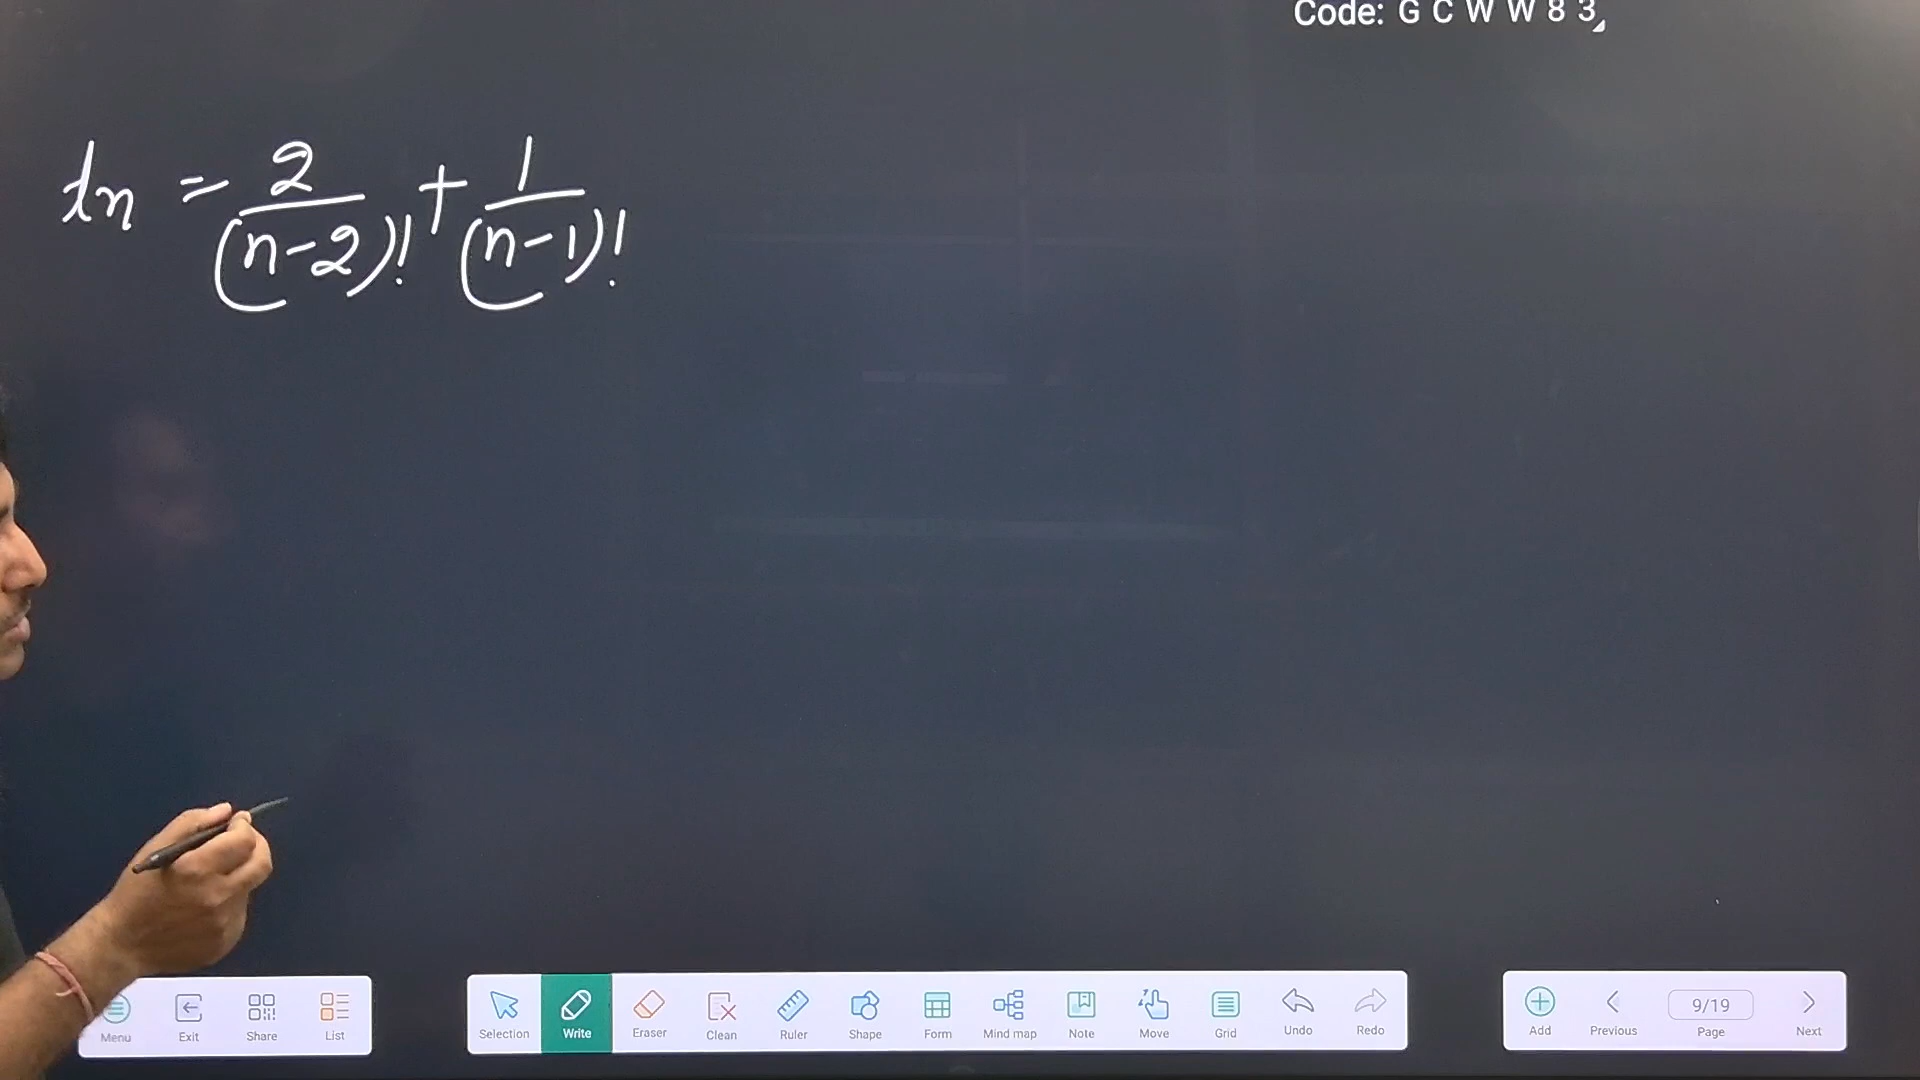 Code: G C W W 8 3
tn = 2/(n-2)! + 1/(n-1)!
Menu Exit Share List Selection Write Eraser Clean Ruler Shape Form Mind map Note Move Grid Undo Redo Add Previous 9/19 Page Next